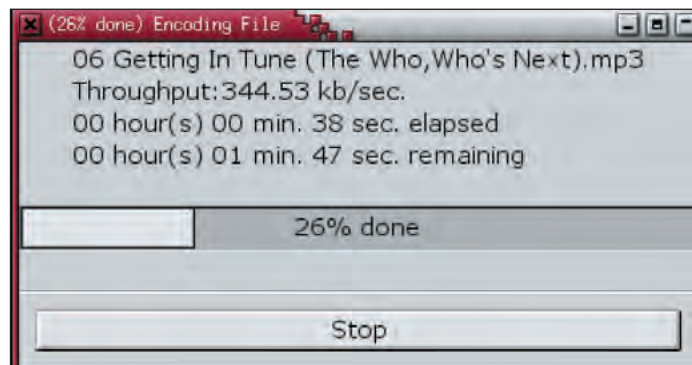 (26% done) Encoding File
06 Getting In Tune (The Who,Who's Next).mp3
Throughput:344.53 kb/sec.
00 hour(s) 00 min. 38 sec. elapsed
00 hour(s) 01 min. 47 sec. remaining
26% done
Stop